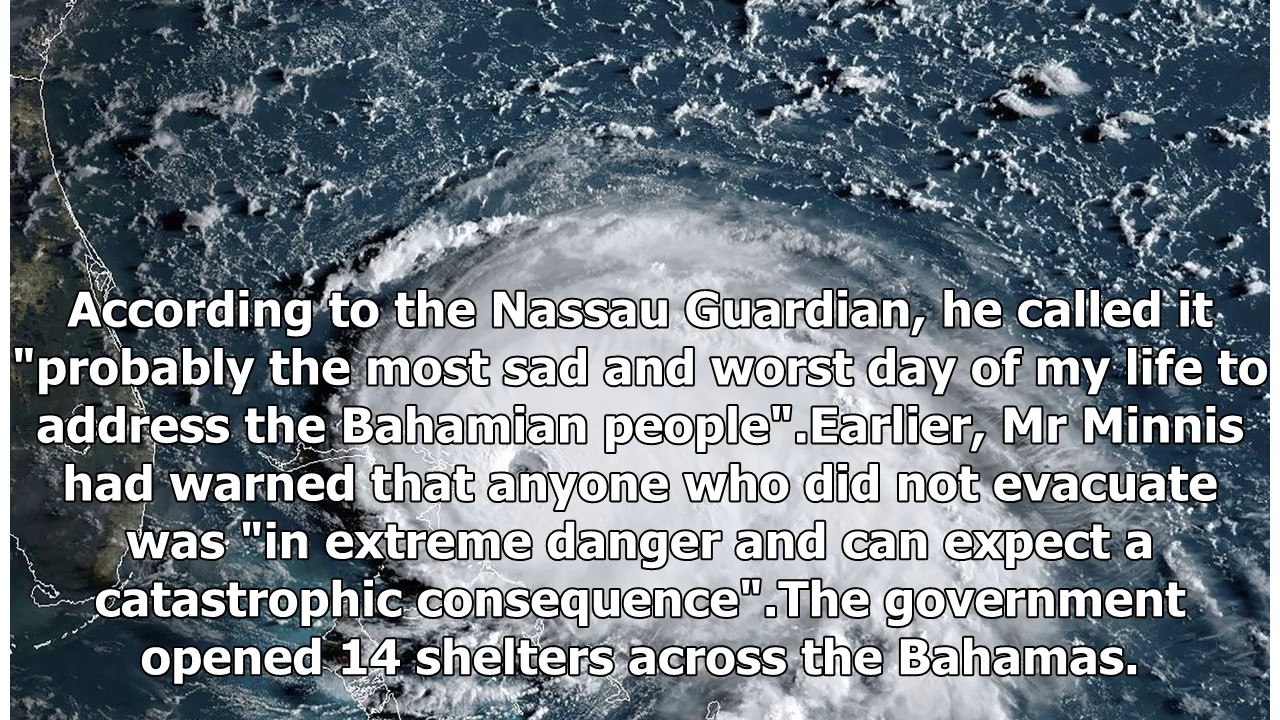 According to the Nassau Guardian, he called it
"probably the most sad and worst day of my life to
address the Bahamian people".Earlier, Mr Minnis
had warned that anyone who did not evacuate
was "in extreme danger and can expect a
catastrophic consequence".The government
opened 14 shelters across the Bahamas.